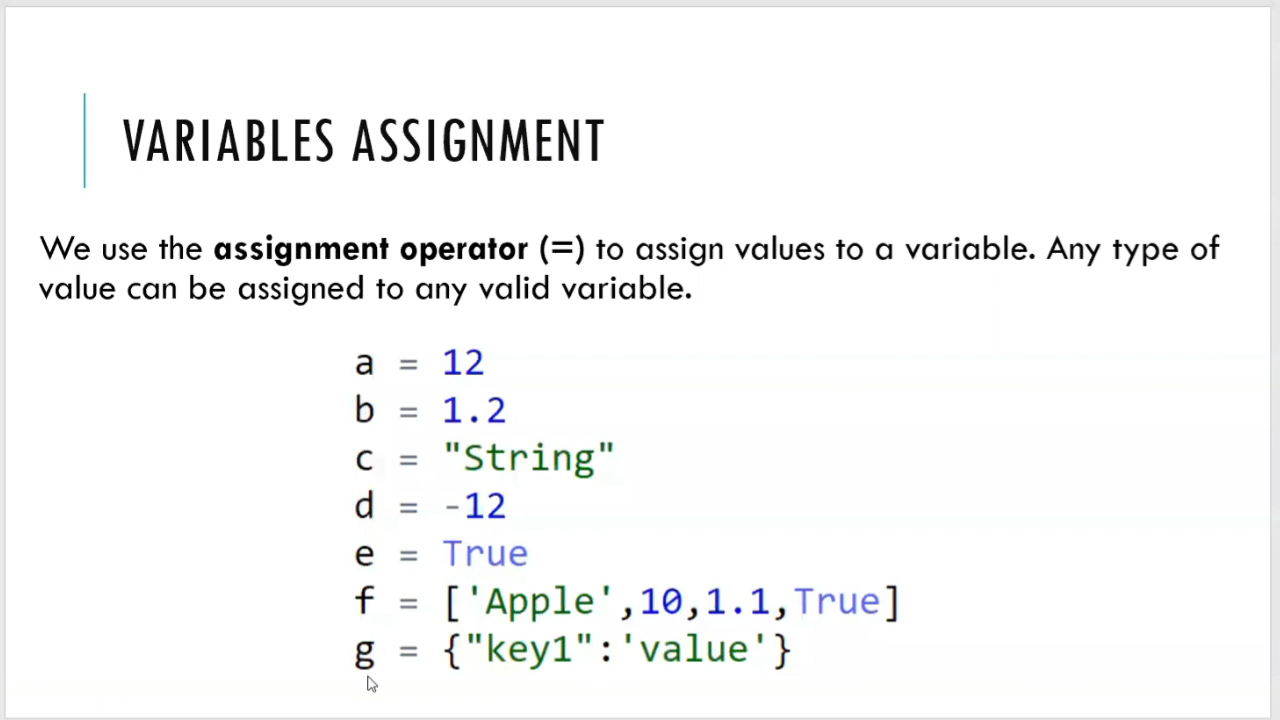 VARIABLES ASSIGNMENT
We use the assignment operator (=) to assign values to a variable. Any type of
value can be assigned to any valid variable.
a = 12
b = 1.2
c = "String"
d = -12
e = True
f = ['Apple',10,1.1,True]
g = {"key1":'value'}